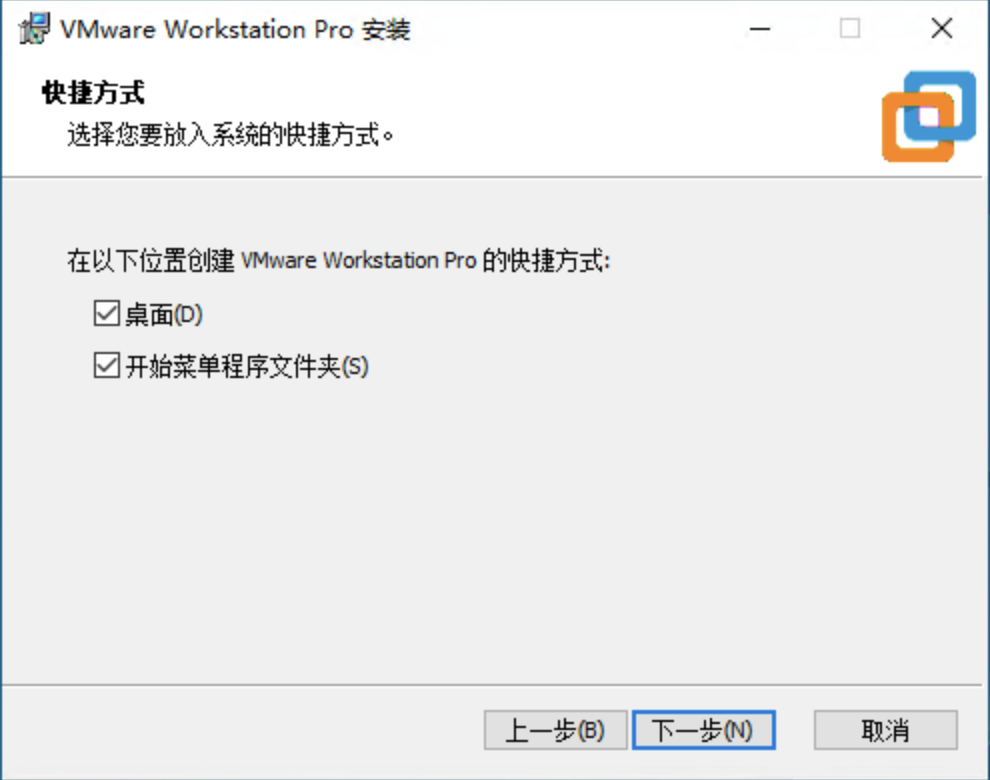 VMware Workstation Pro 安装
快捷方式
选择您要放入系统的快捷方式。
在以下位置创建 VMware Workstation Pro 的快捷方式:
桌面(D)
开始菜单程序文件夹(S)
上一步(B) 下一步(N) 取消